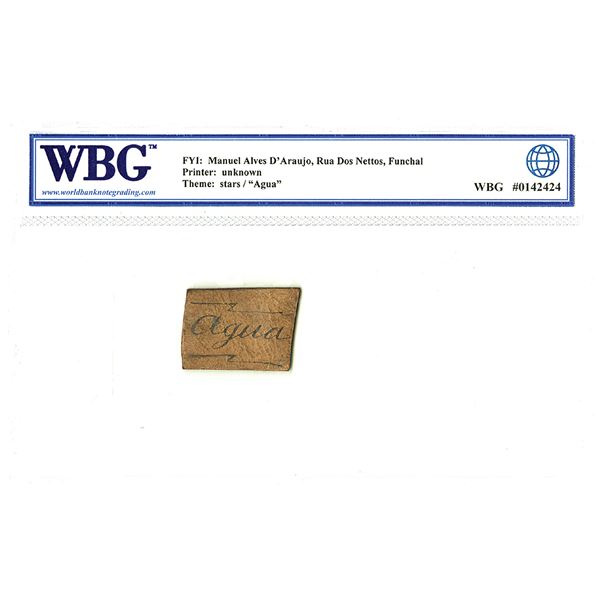 WBG™
www.worldbanknotegrading.com
FYI: Manuel Alves D'Araujo, Rua Dos Nettos, Funchal
Printer: unknown
Theme: stars / "Agua"
WBG #0142424
Agua